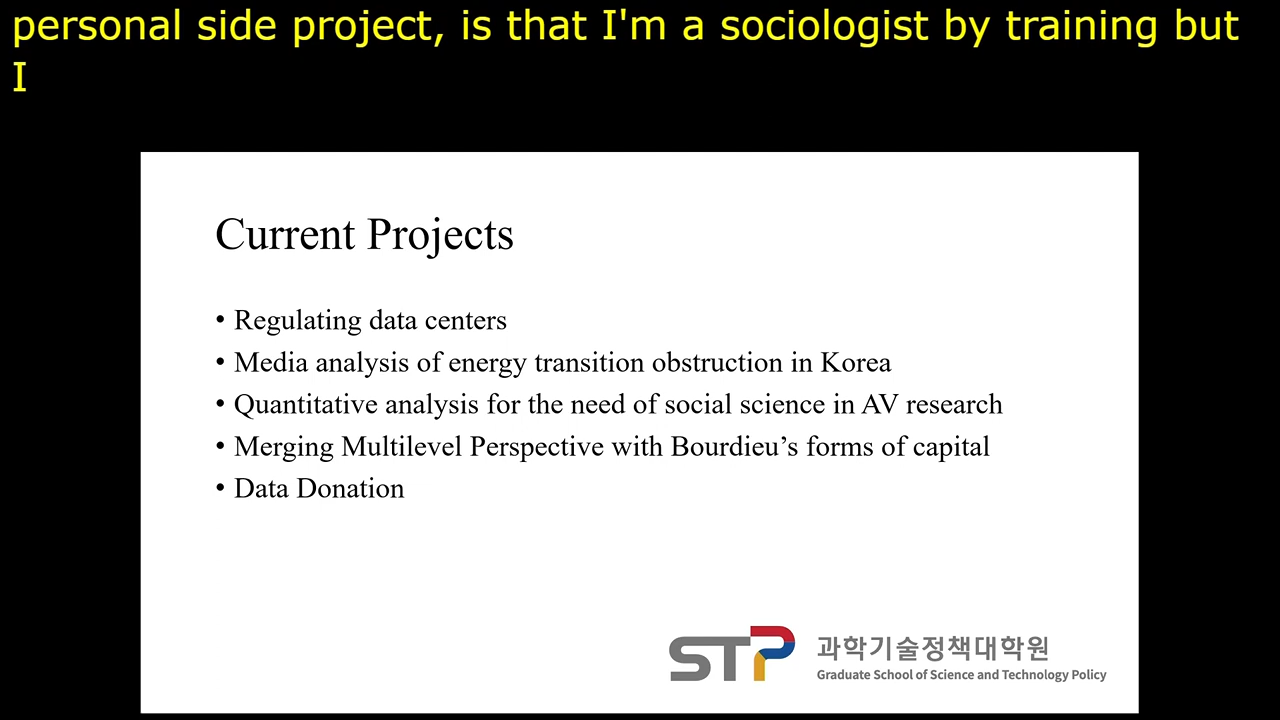 personal side project, is that I'm a sociologist by training but
I
Current Projects
• Regulating data centers
• Media analysis of energy transition obstruction in Korea
• Quantitative analysis for the need of social science in AV research
• Merging Multilevel Perspective with Bourdieu’s forms of capital
• Data Donation
STP 과학기술정책대학원
Graduate School of Science and Technology Policy